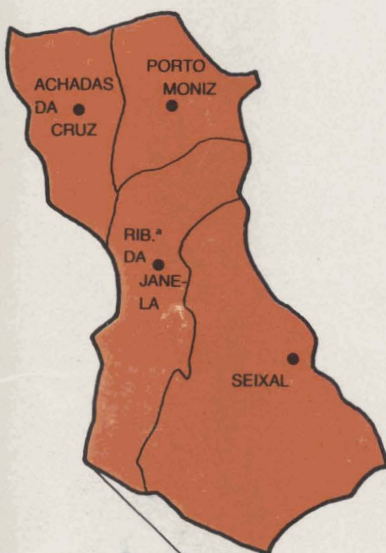 ACHADAS
DA
CRUZ
PORTO
MONIZ
RIB.ª
DA
JANE-
LA
SEIXAL